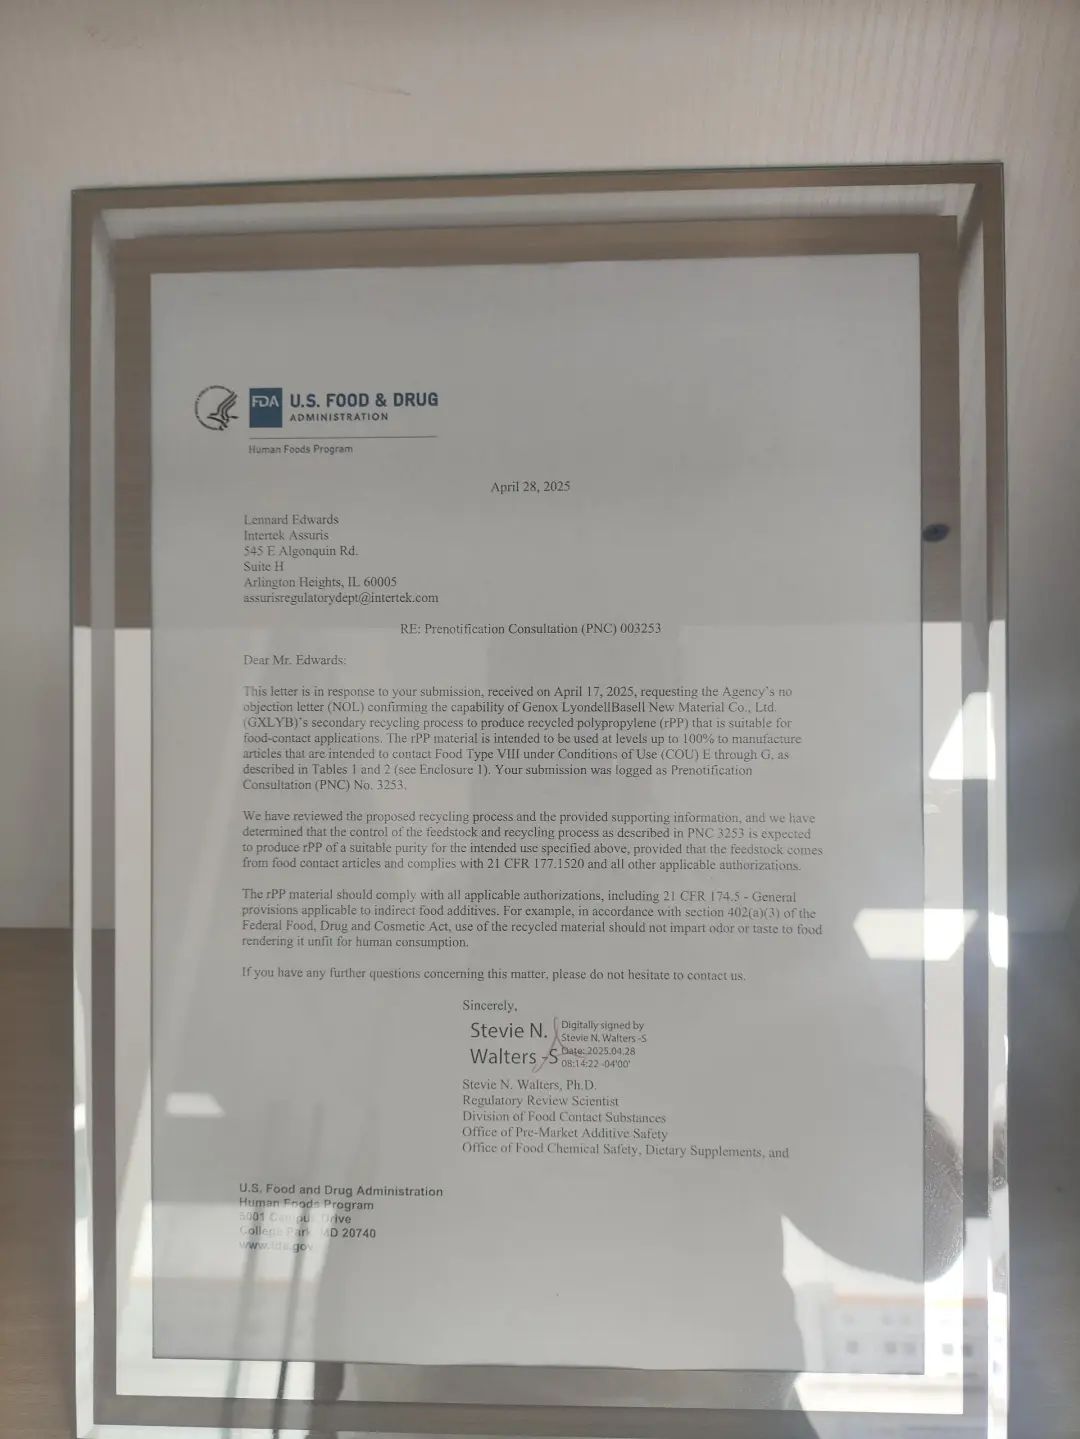 FDA
U.S. FOOD & DRUG
ADMINISTRATION
Human Foods Program
April 28, 2025
Lennard Edwards
Intertek Assuris
545 E Algonquin Rd.
Suite H
Arlington Heights, IL 60005
assurisregulatorydept@intertek.com
RE: Prenotification Consultation (PNC) 003253
Dear Mr. Edwards:
This letter is in response to your submission, received on April 17, 2025, requesting the Agency's no
objection letter (NOL) confirming the capability of Genox LyondellBasell New Material Co., Ltd.
(GXLYB)'s secondary recycling process to produce recycled polypropylene (rPP) that is suitable for
food-contact applications. The rPP material is intended to be used at levels up to 100% to manufacture
articles that are intended to contact Food Type VIII under Conditions of Use (COU) E through G, as
described in Tables 1 and 2 (see Enclosure 1). Your submission was logged as Prenotification
Consultation (PNC) No. 3253.
We have reviewed the proposed recycling process and the provided supporting information, and we have
determined that the control of the feedstock and recycling process as described in PNC 3253 is expected
to produce rPP of a suitable purity for the intended use specified above, provided that the feedstock comes
from food contact articles and complies with 21 CFR 177.1520 and all other applicable authorizations.
The rPP material should comply with all applicable authorizations, including 21 CFR 174.5 - General
provisions applicable to indirect food additives. For example, in accordance with section 402(a)(3) of the
Federal Food, Drug and Cosmetic Act, use of the recycled material should not impart odor or taste to food
rendering it unfit for human consumption.
If you have any further questions concerning this matter, please do not hesitate to contact us.
Sincerely,
Stevie N.
Walters -S
Digitally signed by
Stevie N. Walters -S
Date: 2025.04.28
08:14:22 -04'00'
Stevie N. Walters, Ph.D.
Regulatory Review Scientist
Division of Food Contact Substances
Office of Pre-Market Additive Safety
Office of Food Chemical Safety, Dietary Supplements, and
U.S. Food and Drug Administration
Human Foods Program
5001 Campus Drive
College Park, MD 20740
www.fda.gov